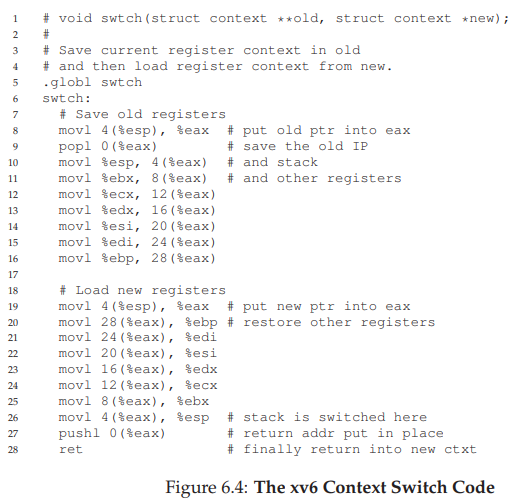 1 # void swtch(struct context **old, struct context *new);
2 #
3 # Save current register context in old
4 # and then load register context from new.
5 .globl swtch
6 swtch:
7 # Save old registers
8 movl 4(%esp), %eax # put old ptr into eax
9 popl 0(%eax) # save the old IP
10 movl %esp, 4(%eax) # and stack
11 movl %ebx, 8(%eax) # and other registers
12 movl %ecx, 12(%eax)
13 movl %edx, 16(%eax)
14 movl %esi, 20(%eax)
15 movl %edi, 24(%eax)
16 movl %ebp, 28(%eax)
17
18 # Load new registers
19 movl 4(%esp), %eax # put new ptr into eax
20 movl 28(%eax), %ebp # restore other registers
21 movl 24(%eax), %edi
22 movl 20(%eax), %esi
23 movl 16(%eax), %edx
24 movl 12(%eax), %ecx
25 movl 8(%eax), %ebx
26 movl 4(%eax), %esp # stack is switched here
27 pushl 0(%eax) # return addr put in place
28 ret # finally return into new ctxt
Figure 6.4: The xv6 Context Switch Code